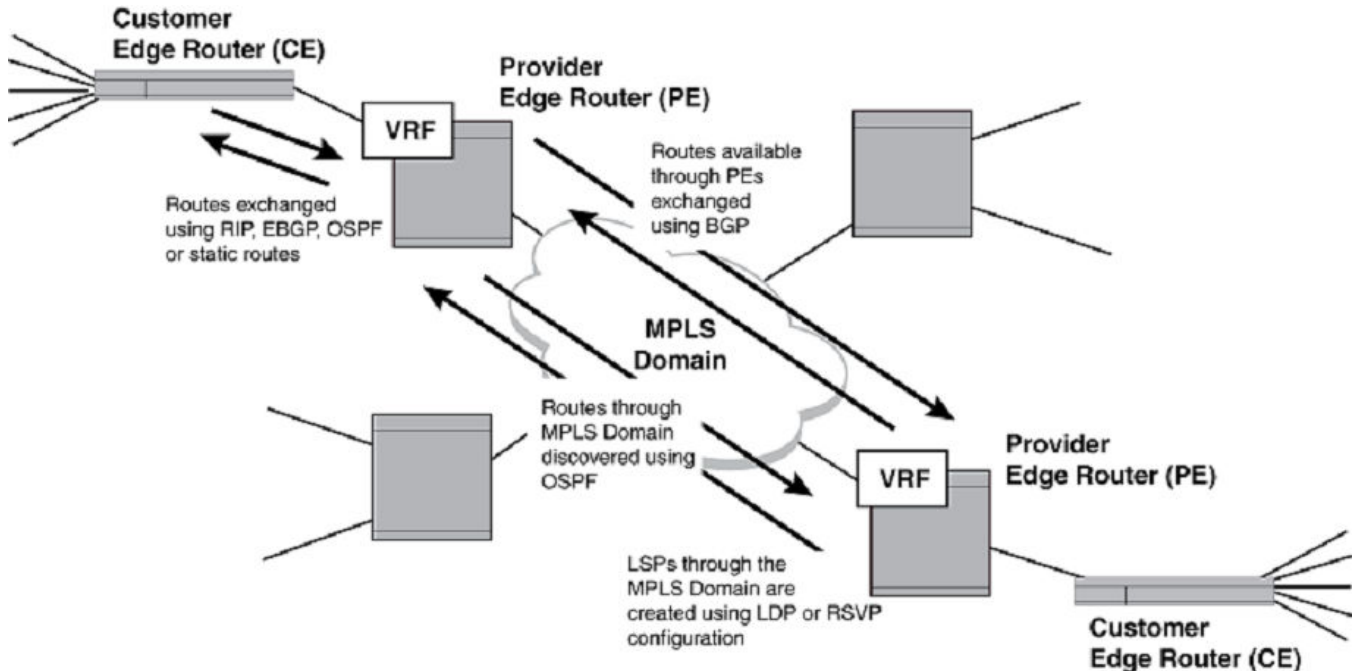 Customer
Edge Router (CE)
Provider
Edge Router (PE)
VRF
Routes available
through PEs
exchanged
using BGP
Routes exchanged
using RIP, EBGP, OSPF
or static routes
MPLS
Domain
Routes through
MPLS Domain
discovered using
OSPF
Provider
Edge Router (PE)
VRF
LSPs through the
MPLS Domain are
created using LDP or RSVP
configuration
Customer
Edge Router (CE)